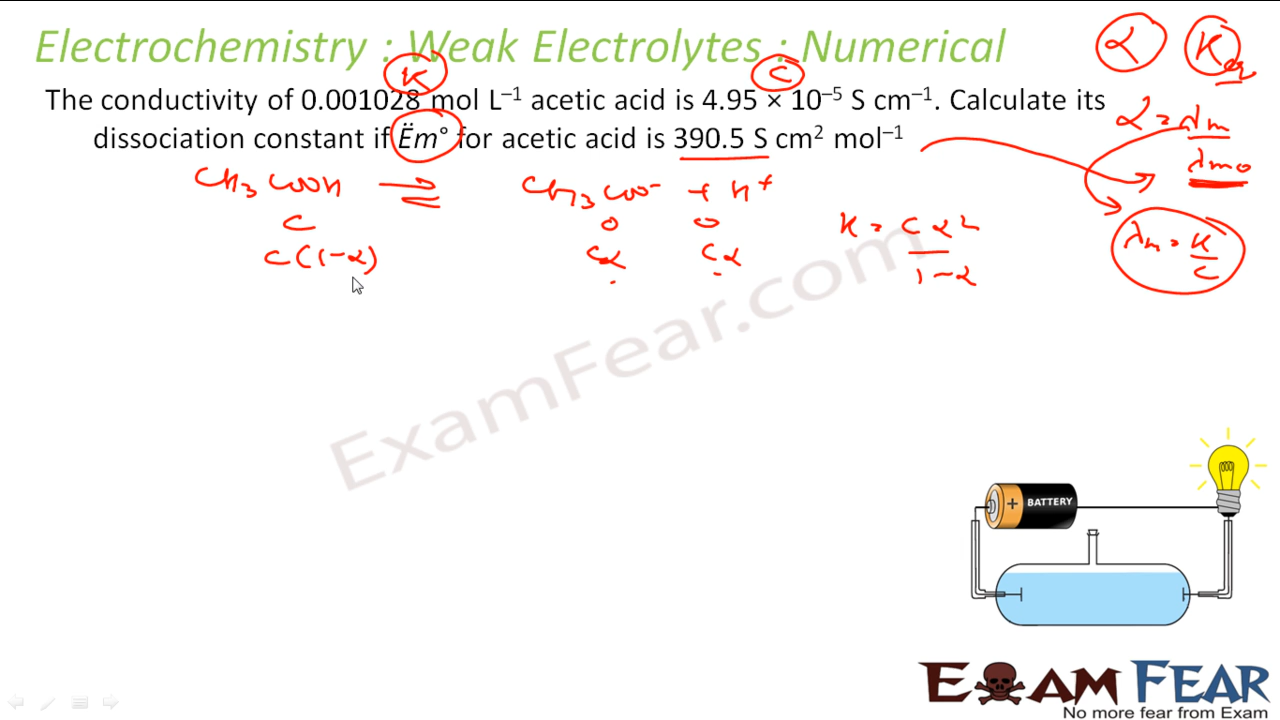 Electrochemistry : Weak Electrolytes : Numerical
α K eq
K C
The conductivity of 0.001028 mol L⁻¹ acetic acid is 4.95 × 10⁻⁵ S cm⁻¹. Calculate its
dissociation constant if Ëm° for acetic acid is 390.5 S cm² mol⁻¹
α = λm
λmo
CH3COOH ⇌ CH3COO⁻ + H⁺
C 0 0
C(1-α) Cα Cα
K = Cα²
1-α
λm = K
C
ExamFear.com
+ BATTERY
EXAM FEAR
No more fear from Exam